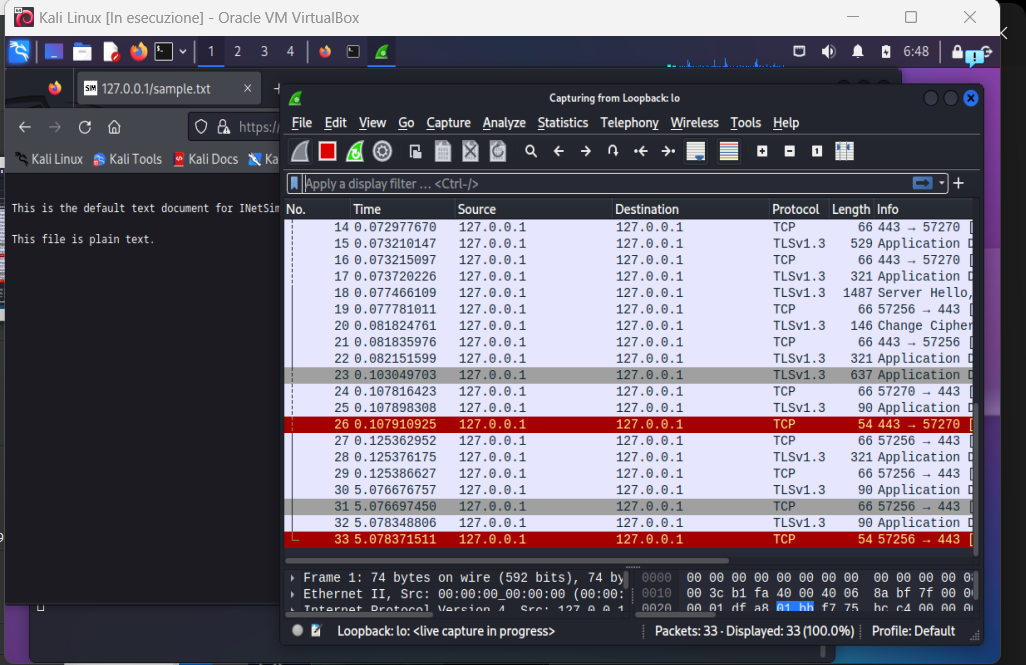 Kali Linux [In esecuzione] - Oracle VM VirtualBox
1 2 3 4 6:48
SM 127.0.0.1/sample.txt
https:/
Kali Linux Kali Tools Kali Docs Ka
This is the default text document for INetSim
This file is plain text.
Capturing from Loopback: lo
File Edit View Go Capture Analyze Statistics Telephony Wireless Tools Help
Apply a display filter … <Ctrl-/>
No. Time Source Destination Protocol Length Info
14 0.072977670 127.0.0.1 127.0.0.1 TCP 66 443 → 57270 [
15 0.073210147 127.0.0.1 127.0.0.1 TLSv1.3 529 Application D
16 0.073215097 127.0.0.1 127.0.0.1 TCP 66 443 → 57270 [
17 0.073720226 127.0.0.1 127.0.0.1 TLSv1.3 321 Application D
18 0.077466109 127.0.0.1 127.0.0.1 TLSv1.3 1487 Server Hello,
19 0.077781011 127.0.0.1 127.0.0.1 TCP 66 57256 → 443 [
20 0.081824761 127.0.0.1 127.0.0.1 TLSv1.3 146 Change Cipher
21 0.081835976 127.0.0.1 127.0.0.1 TCP 66 443 → 57256 [
22 0.082151599 127.0.0.1 127.0.0.1 TLSv1.3 321 Application D
23 0.103049703 127.0.0.1 127.0.0.1 TLSv1.3 637 Application D
24 0.107816423 127.0.0.1 127.0.0.1 TCP 66 57270 → 443 [
25 0.107898308 127.0.0.1 127.0.0.1 TLSv1.3 90 Application D
26 0.107910925 127.0.0.1 127.0.0.1 TCP 54 443 → 57270 [
27 0.125362952 127.0.0.1 127.0.0.1 TCP 66 57256 → 443 [
28 0.125376175 127.0.0.1 127.0.0.1 TLSv1.3 321 Application D
29 0.125386627 127.0.0.1 127.0.0.1 TCP 66 57256 → 443 [
30 5.076676757 127.0.0.1 127.0.0.1 TLSv1.3 90 Application D
31 5.076697450 127.0.0.1 127.0.0.1 TCP 66 57256 → 443 [
32 5.078348806 127.0.0.1 127.0.0.1 TLSv1.3 90 Application D
33 5.078371511 127.0.0.1 127.0.0.1 TCP 54 57256 → 443 [
Frame 1: 74 bytes on wire (592 bits), 74 by 0000 00 00 00 00 00 00 00 00 00 00 00 00 0
Ethernet II, Src: 00:00:00_00:00:00 (00:00: 0010 00 3c b1 fa 40 00 40 06 8a bf 7f 00 0
Internet Protocol Version 4, Src: 127.0.0.1 0020 00 01 df a8 01 bb f7 75 bc c4 00 00 0
Loopback: lo: <live capture in progress> Packets: 33 · Displayed: 33 (100.0%) Profile: Default